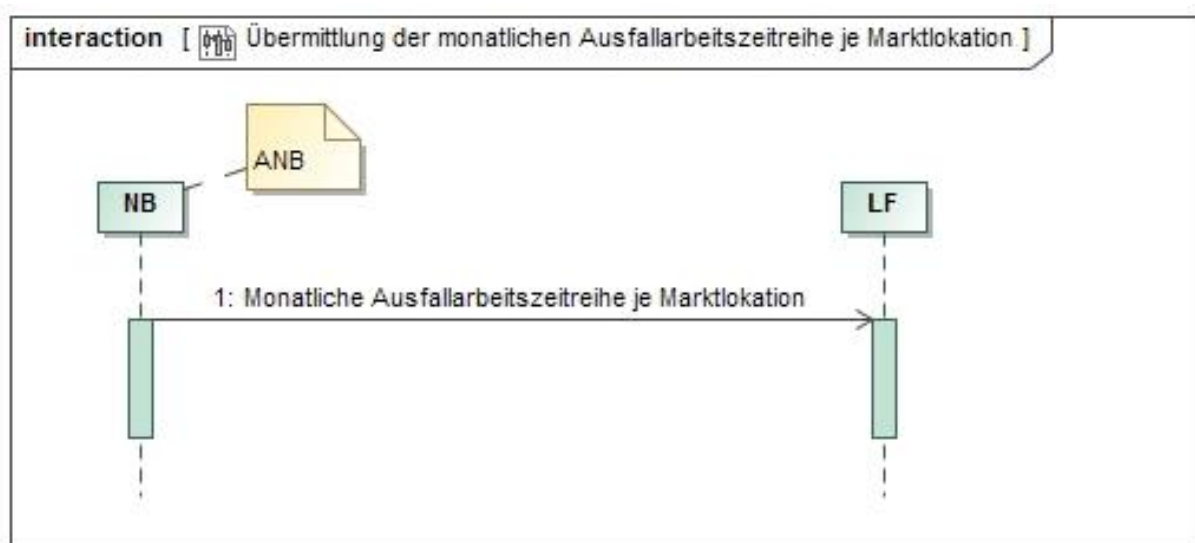 interaction [ Übermittlung der monatlichen Ausfallarbeitszeitreihe je Marktlokation ]
ANB
NB
LF
1: Monatliche Ausfallarbeitszeitreihe je Marktlokation